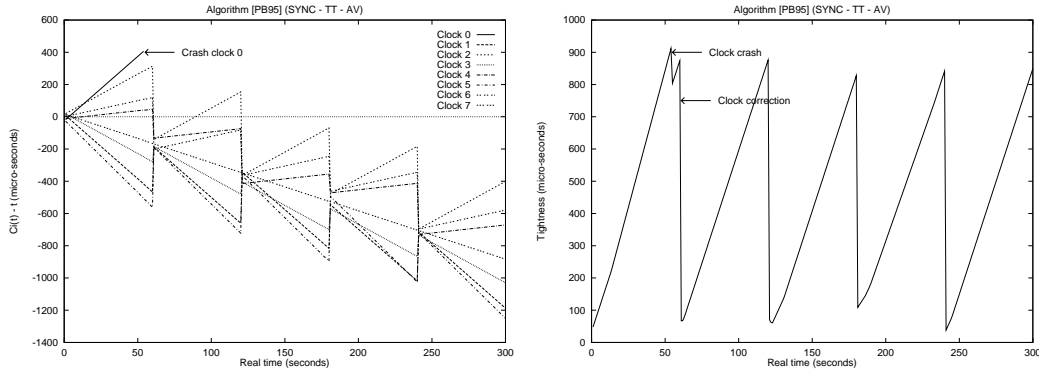 Algorithm [PB95] (SYNC - TT - AV)
600
400
200
0
-200
-400
-600
-800
-1000
-1200
-1400
Ci(t) - t (micro-seconds)
Crash clock 0
Clock 0
Clock 1
Clock 2
Clock 3
Clock 4
Clock 5
Clock 6
Clock 7
0 50 100 150 200 250 300
Real time (seconds)
Algorithm [PB95] (SYNC - TT - AV)
1000
900
800
700
600
500
400
300
200
100
0
Tightness (micro-seconds)
Clock crash
Clock correction
0 50 100 150 200 250 300
Real time (seconds)